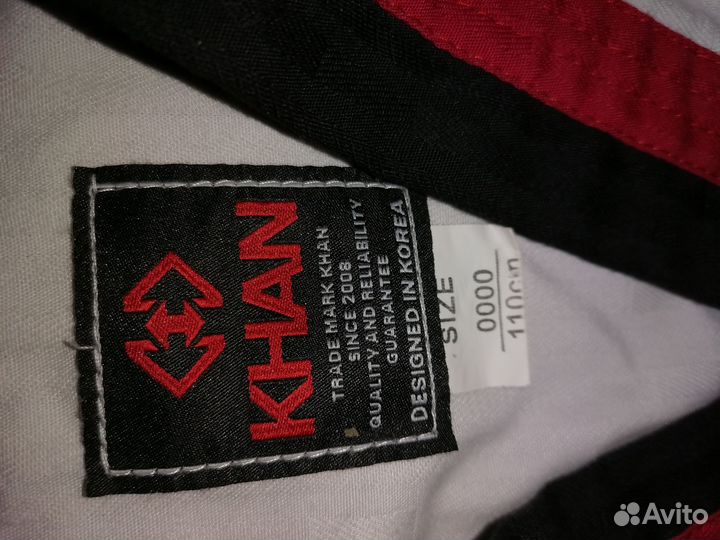 KHAN
TRADE MARK KHAN
SINCE 2008
QUALITY AND RELIABILITY
GUARANTEE
DESIGNED IN KOREA
SIZE
0000
110cm
Avito